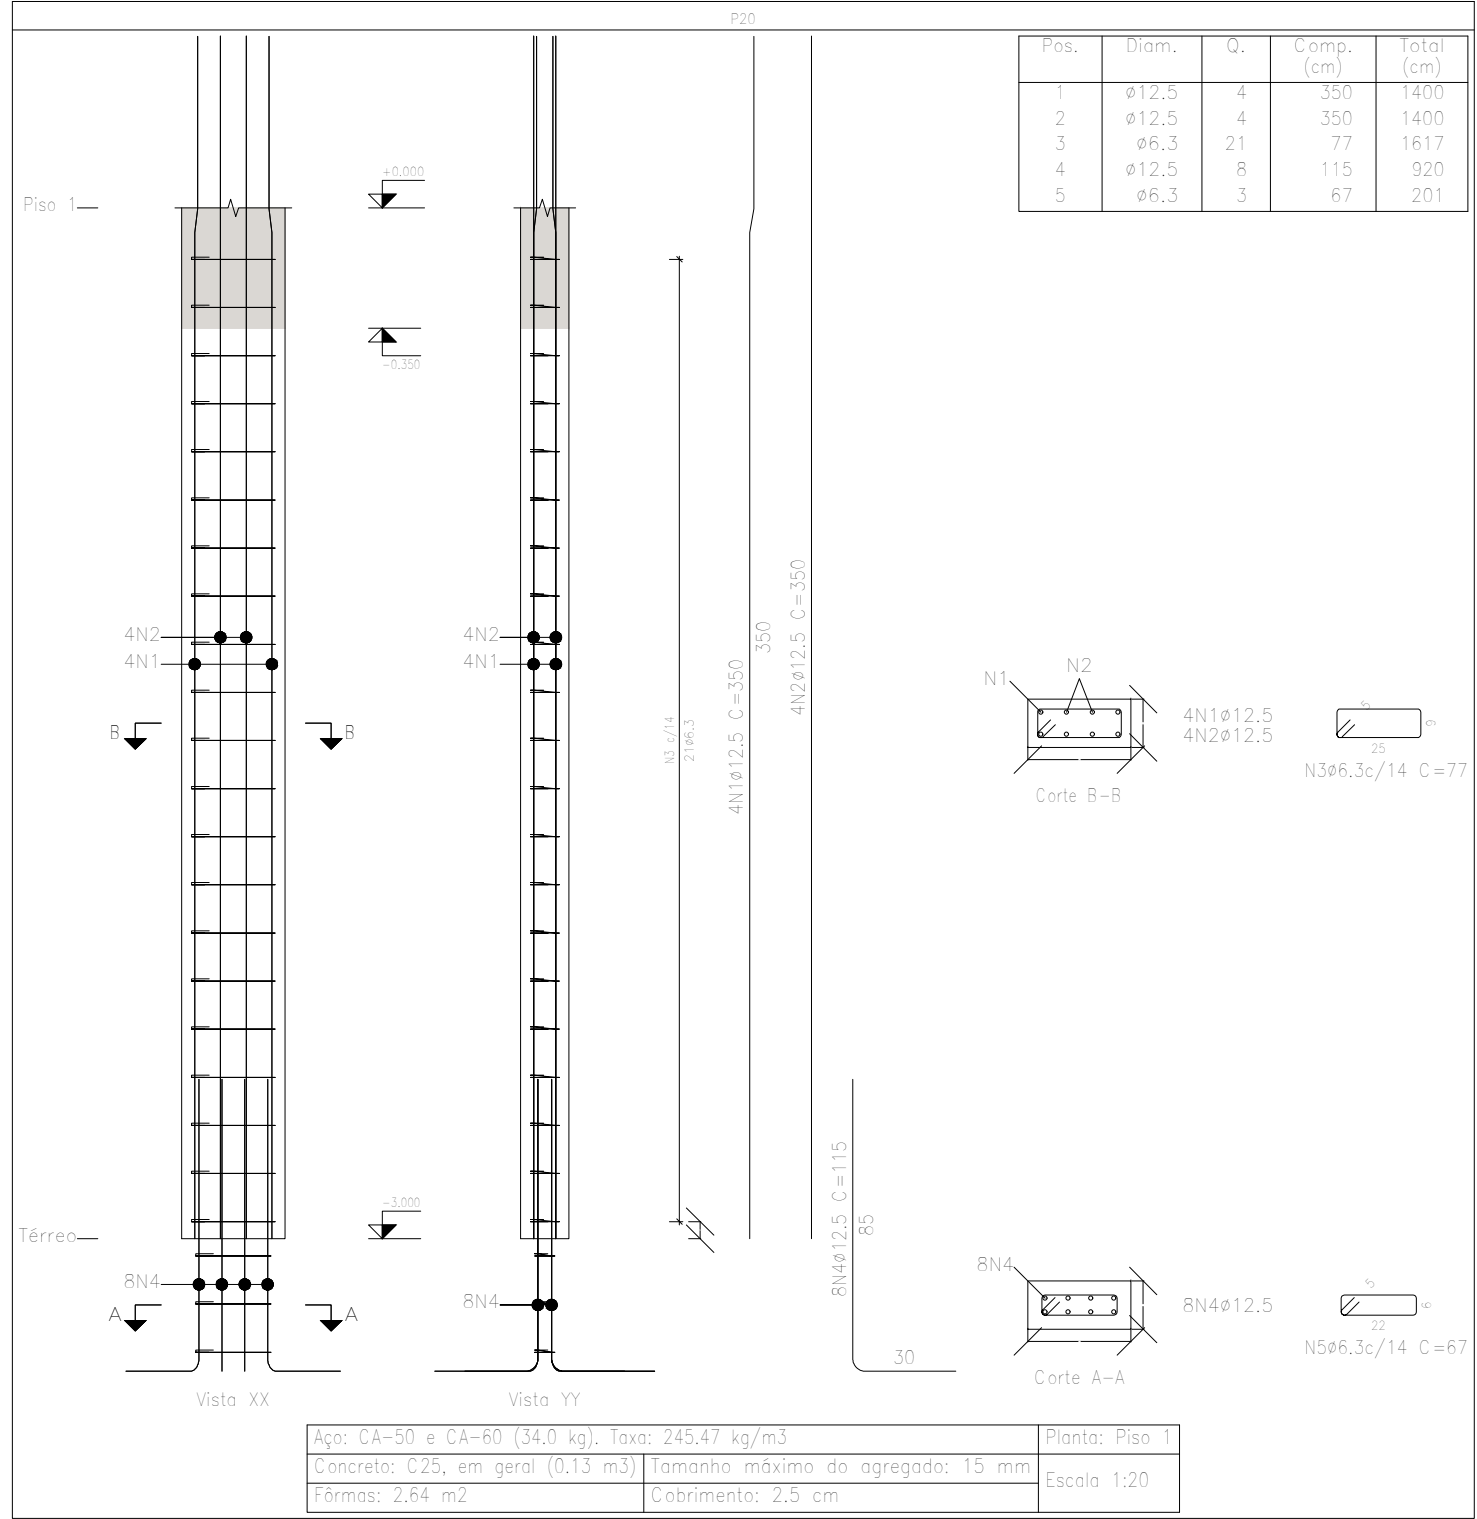 P20
Pos. Diam. Q. Comp. (cm) Total (cm)
1 ø12.5 4 350 1400
2 ø12.5 4 350 1400
3 ø6.3 21 77 1617
4 ø12.5 8 115 920
5 ø6.3 3 67 201
+0.000
Piso 1
-0.350
4N2
4N1
4N2
4N1
B
B
N3 c/14
21ø6.3
4N1ø12.5 C=350
350
4N2ø12.5 C=350
N1
N2
4N1ø12.5
4N2ø12.5
Corte B-B
5
9
25
N3ø6.3c/14 C=77
-3.000
Térreo
8N4
A
A
8N4
8N4ø12.5 C=115
85
30
8N4
8N4ø12.5
Corte A-A
5
6
22
N5ø6.3c/14 C=67
Vista XX
Vista YY
Aço: CA-50 e CA-60 (34.0 kg). Taxa: 245.47 kg/m3
Planta: Piso 1
Concreto: C25, em geral (0.13 m3)
Tamanho máximo do agregado: 15 mm
Escala 1:20
Fôrmas: 2.64 m2
Cobrimento: 2.5 cm